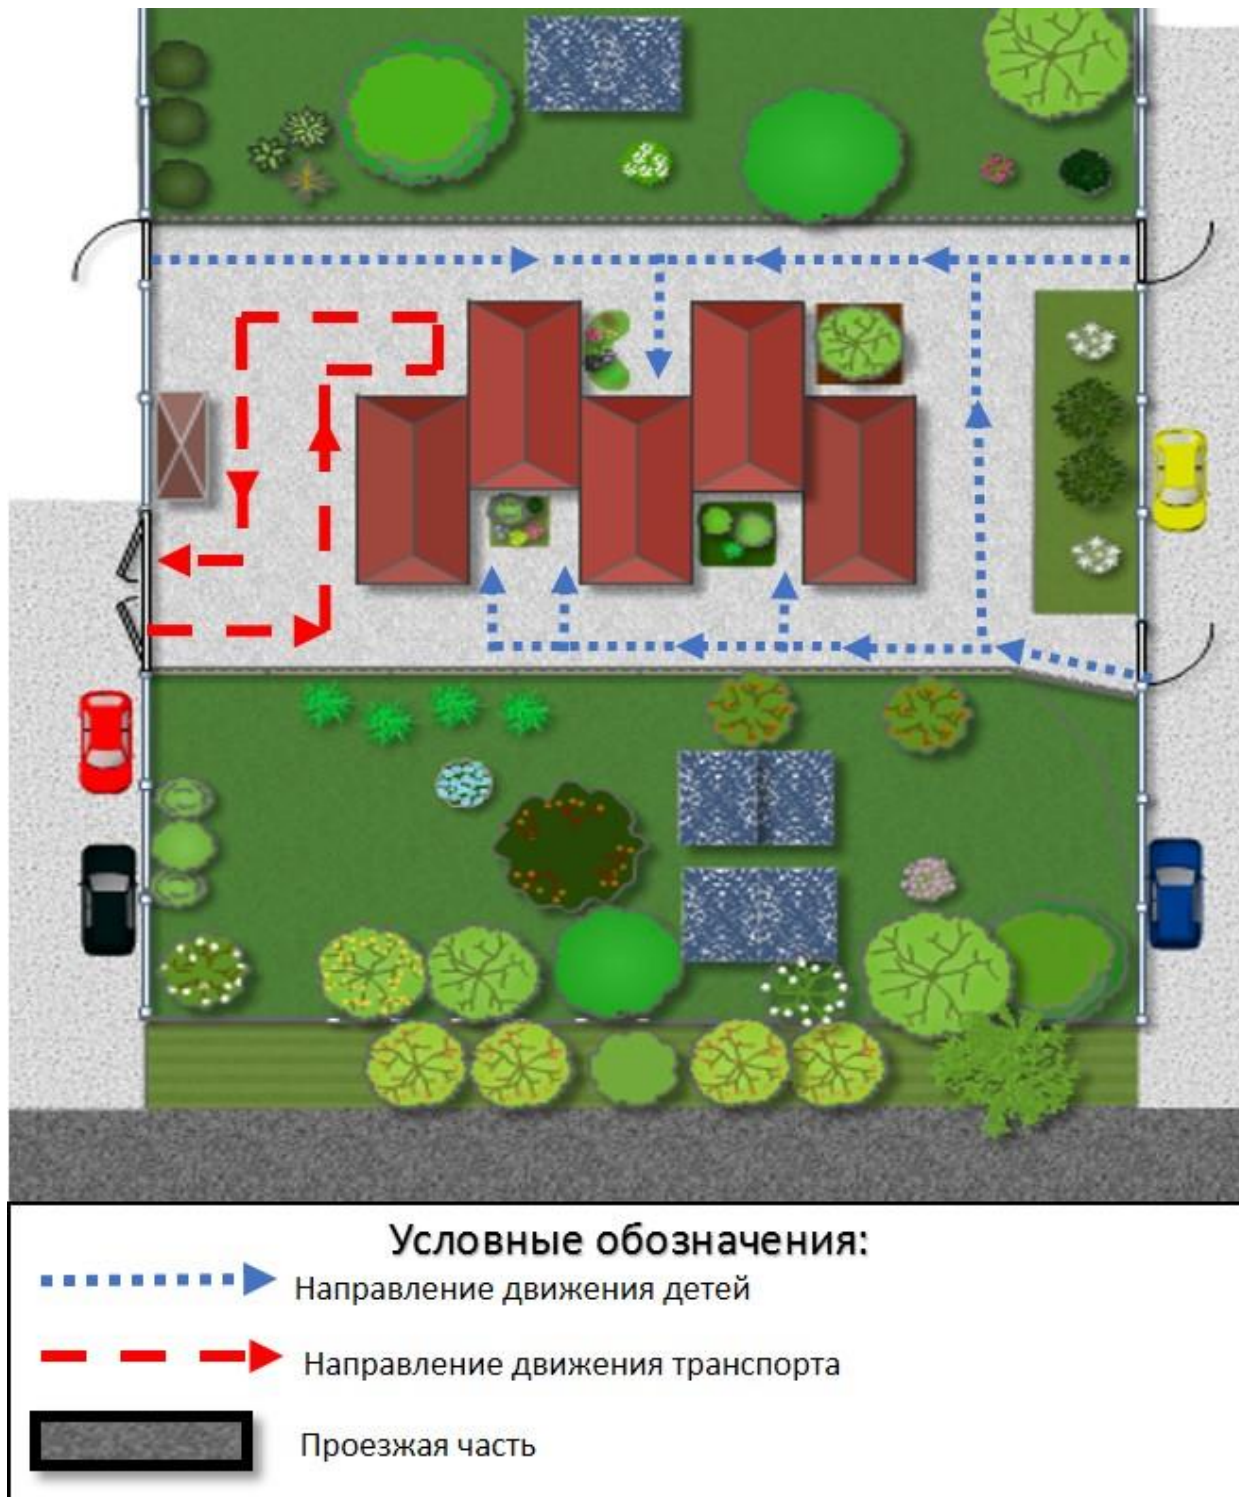 Условные обозначения:
Направление движения детей
Направление движения транспорта
Проезжая часть